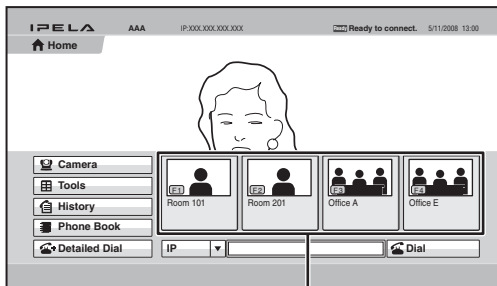 IPELA AAA IP:XXX.XXX.XXX.XXX Ready Ready to connect. 5/11/2008 13:00
Home
Camera
Tools
History
Phone Book
Detailed Dial
F1 F2 F3 F4
Room 101 Room 201 Office A Office E
IP Dial